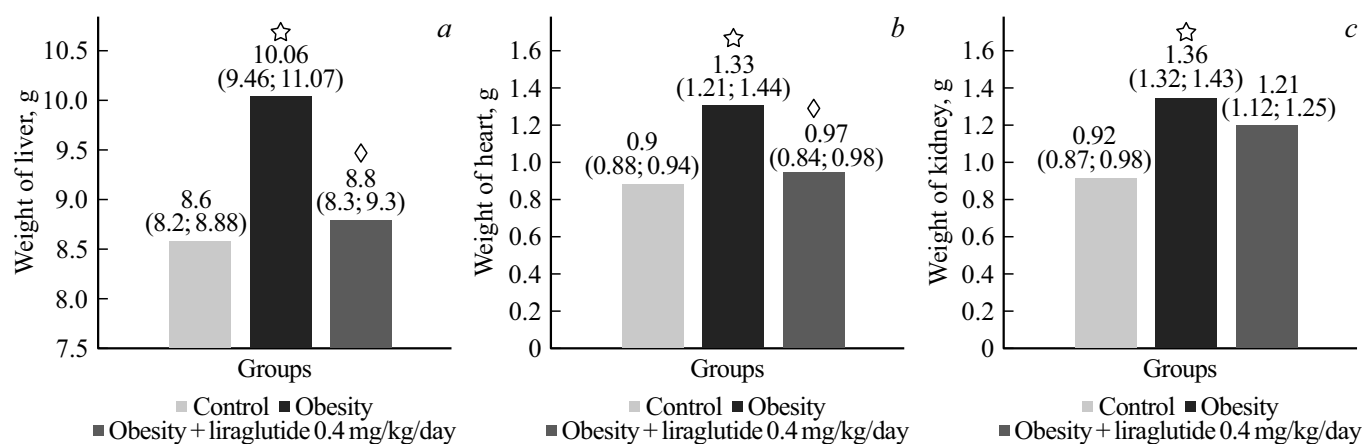 a
Weight of liver, g
10.5
10.0
9.5
9.0
8.5
8.0
7.5
8.6
(8.2; 8.88)
10.06
(9.46; 11.07)
8.8
(8.3; 9.3)
Groups
Control Obesity
Obesity + liraglutide 0.4 mg/kg/day
b
Weight of heart, g
1.6
1.4
1.2
1.0
0.8
0.6
0.4
0.2
0
0.9
(0.88; 0.94)
1.33
(1.21; 1.44)
0.97
(0.84; 0.98)
Groups
Control Obesity
Obesity + liraglutide 0.4 mg/kg/day
c
Weight of kidney, g
1.6
1.4
1.2
1.0
0.8
0.6
0.4
0.2
0
0.92
(0.87; 0.98)
1.36
(1.32; 1.43)
1.21
(1.12; 1.25)
Groups
Control Obesity
Obesity + liraglutide 0.4 mg/kg/day